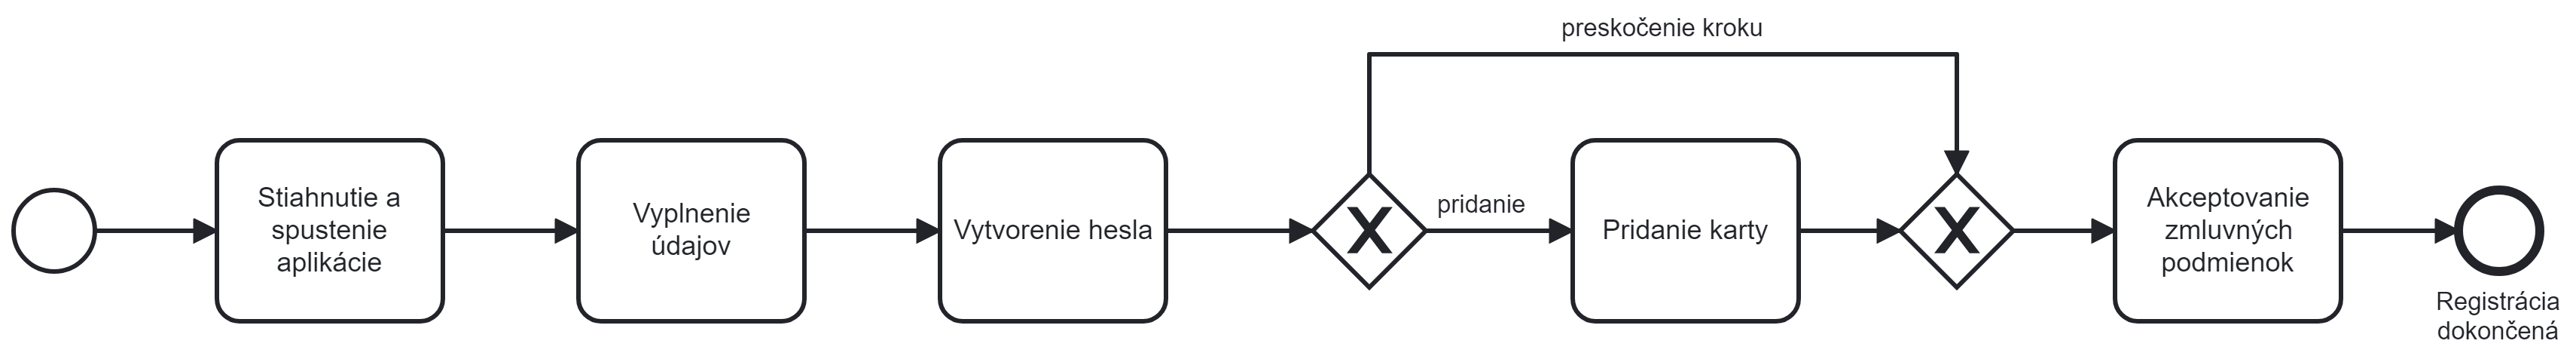 preskočenie kroku
Stiahnutie a
spustenie
aplikácie
Vyplnenie
údajov
Vytvorenie hesla
X
pridanie
Pridanie karty
X
Akceptovanie
zmluvných
podmienok
Registrácia
dokončená